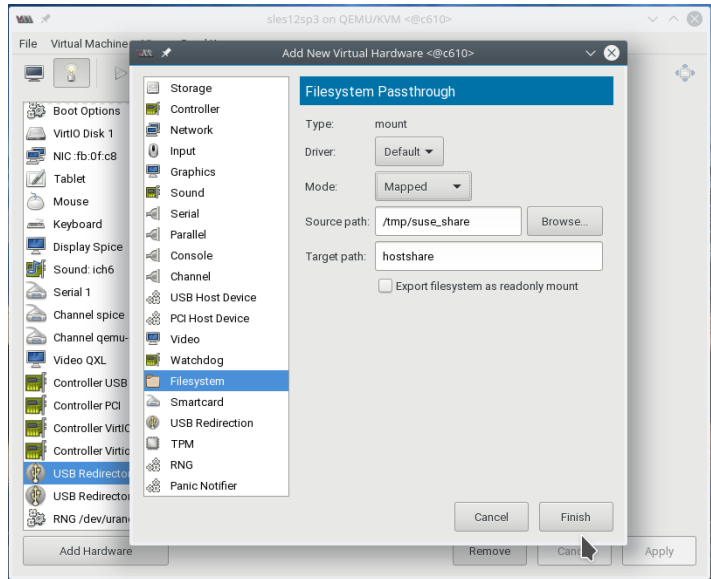 sles12sp3 on QEMU/KVM <@c610>
File Virtual Machine
Add New Virtual Hardware <@c610>
Boot Options
VirtIO Disk 1
NIC :fb:0f:c8
Tablet
Mouse
Keyboard
Display Spice
Sound: ich6
Serial 1
Channel spice
Channel qemu-
Video QXL
Controller USB
Controller PCI
Controller VirtIO
Controller Virtio
USB Redirector
USB Redirector
RNG /dev/uran
Add Hardware
Storage
Controller
Network
Input
Graphics
Sound
Serial
Parallel
Console
Channel
USB Host Device
PCI Host Device
Video
Watchdog
Filesystem
Smartcard
USB Redirection
TPM
RNG
Panic Notifier
Filesystem Passthrough
Type: mount
Driver: Default
Mode: Mapped
Source path: /tmp/suse_share Browse...
Target path: hostshare
Export filesystem as readonly mount
Cancel Finish
Remove Apply